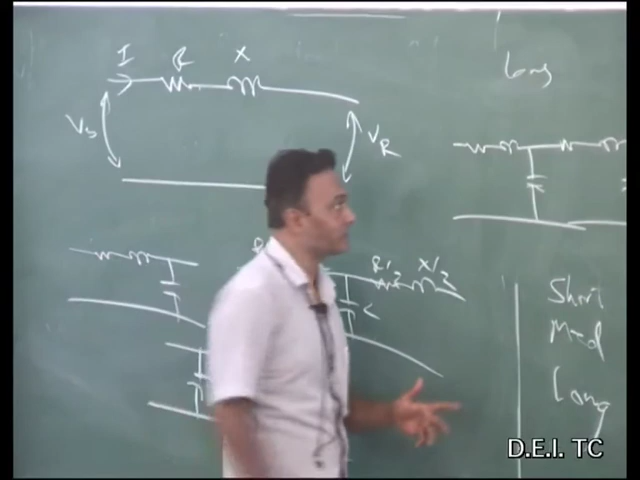 I R X
Long
Vs
VR
R/2 X/2
C
Short
Med
Long
D.E.I. TC